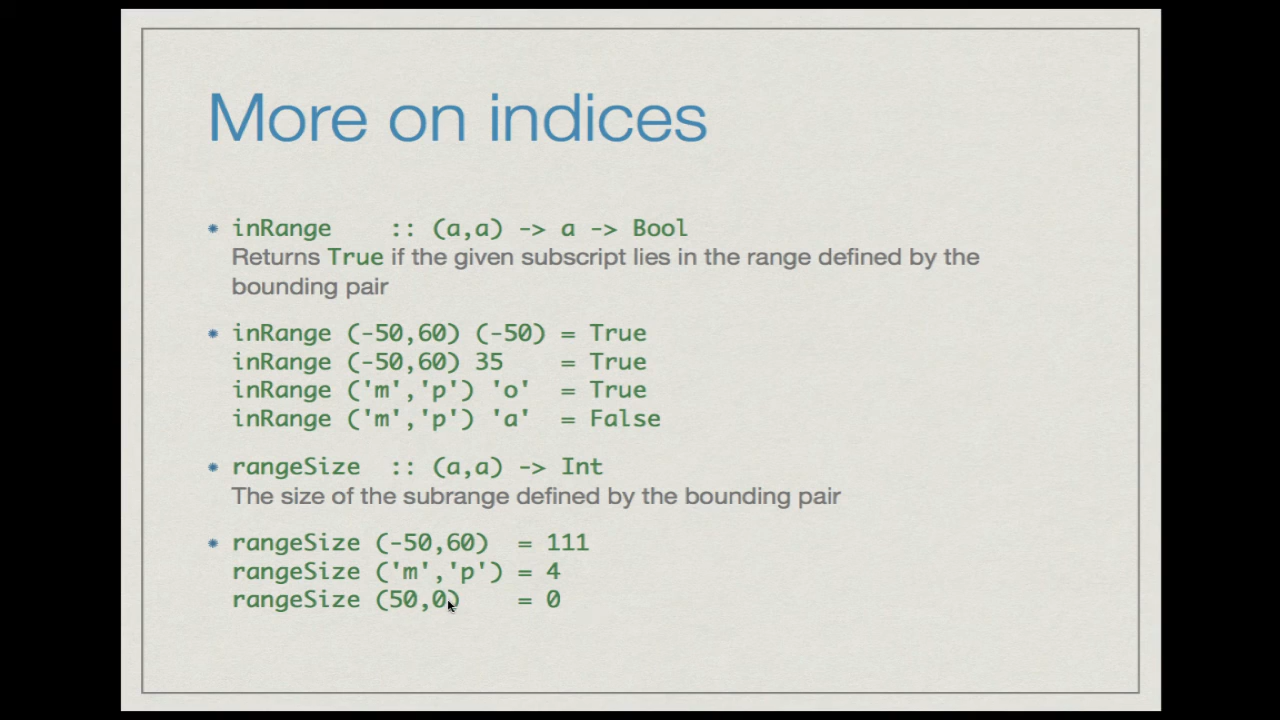 More on indices
inRange    :: (a,a) -> a -> Bool
Returns True if the given subscript lies in the range defined by the
bounding pair
inRange (-50,60) (-50) = True
inRange (-50,60) 35    = True
inRange ('m','p') 'o'  = True
inRange ('m','p') 'a'  = False
rangeSize  :: (a,a) -> Int
The size of the subrange defined by the bounding pair
rangeSize (-50,60)  = 111
rangeSize ('m','p') = 4
rangeSize (50,0)    = 0